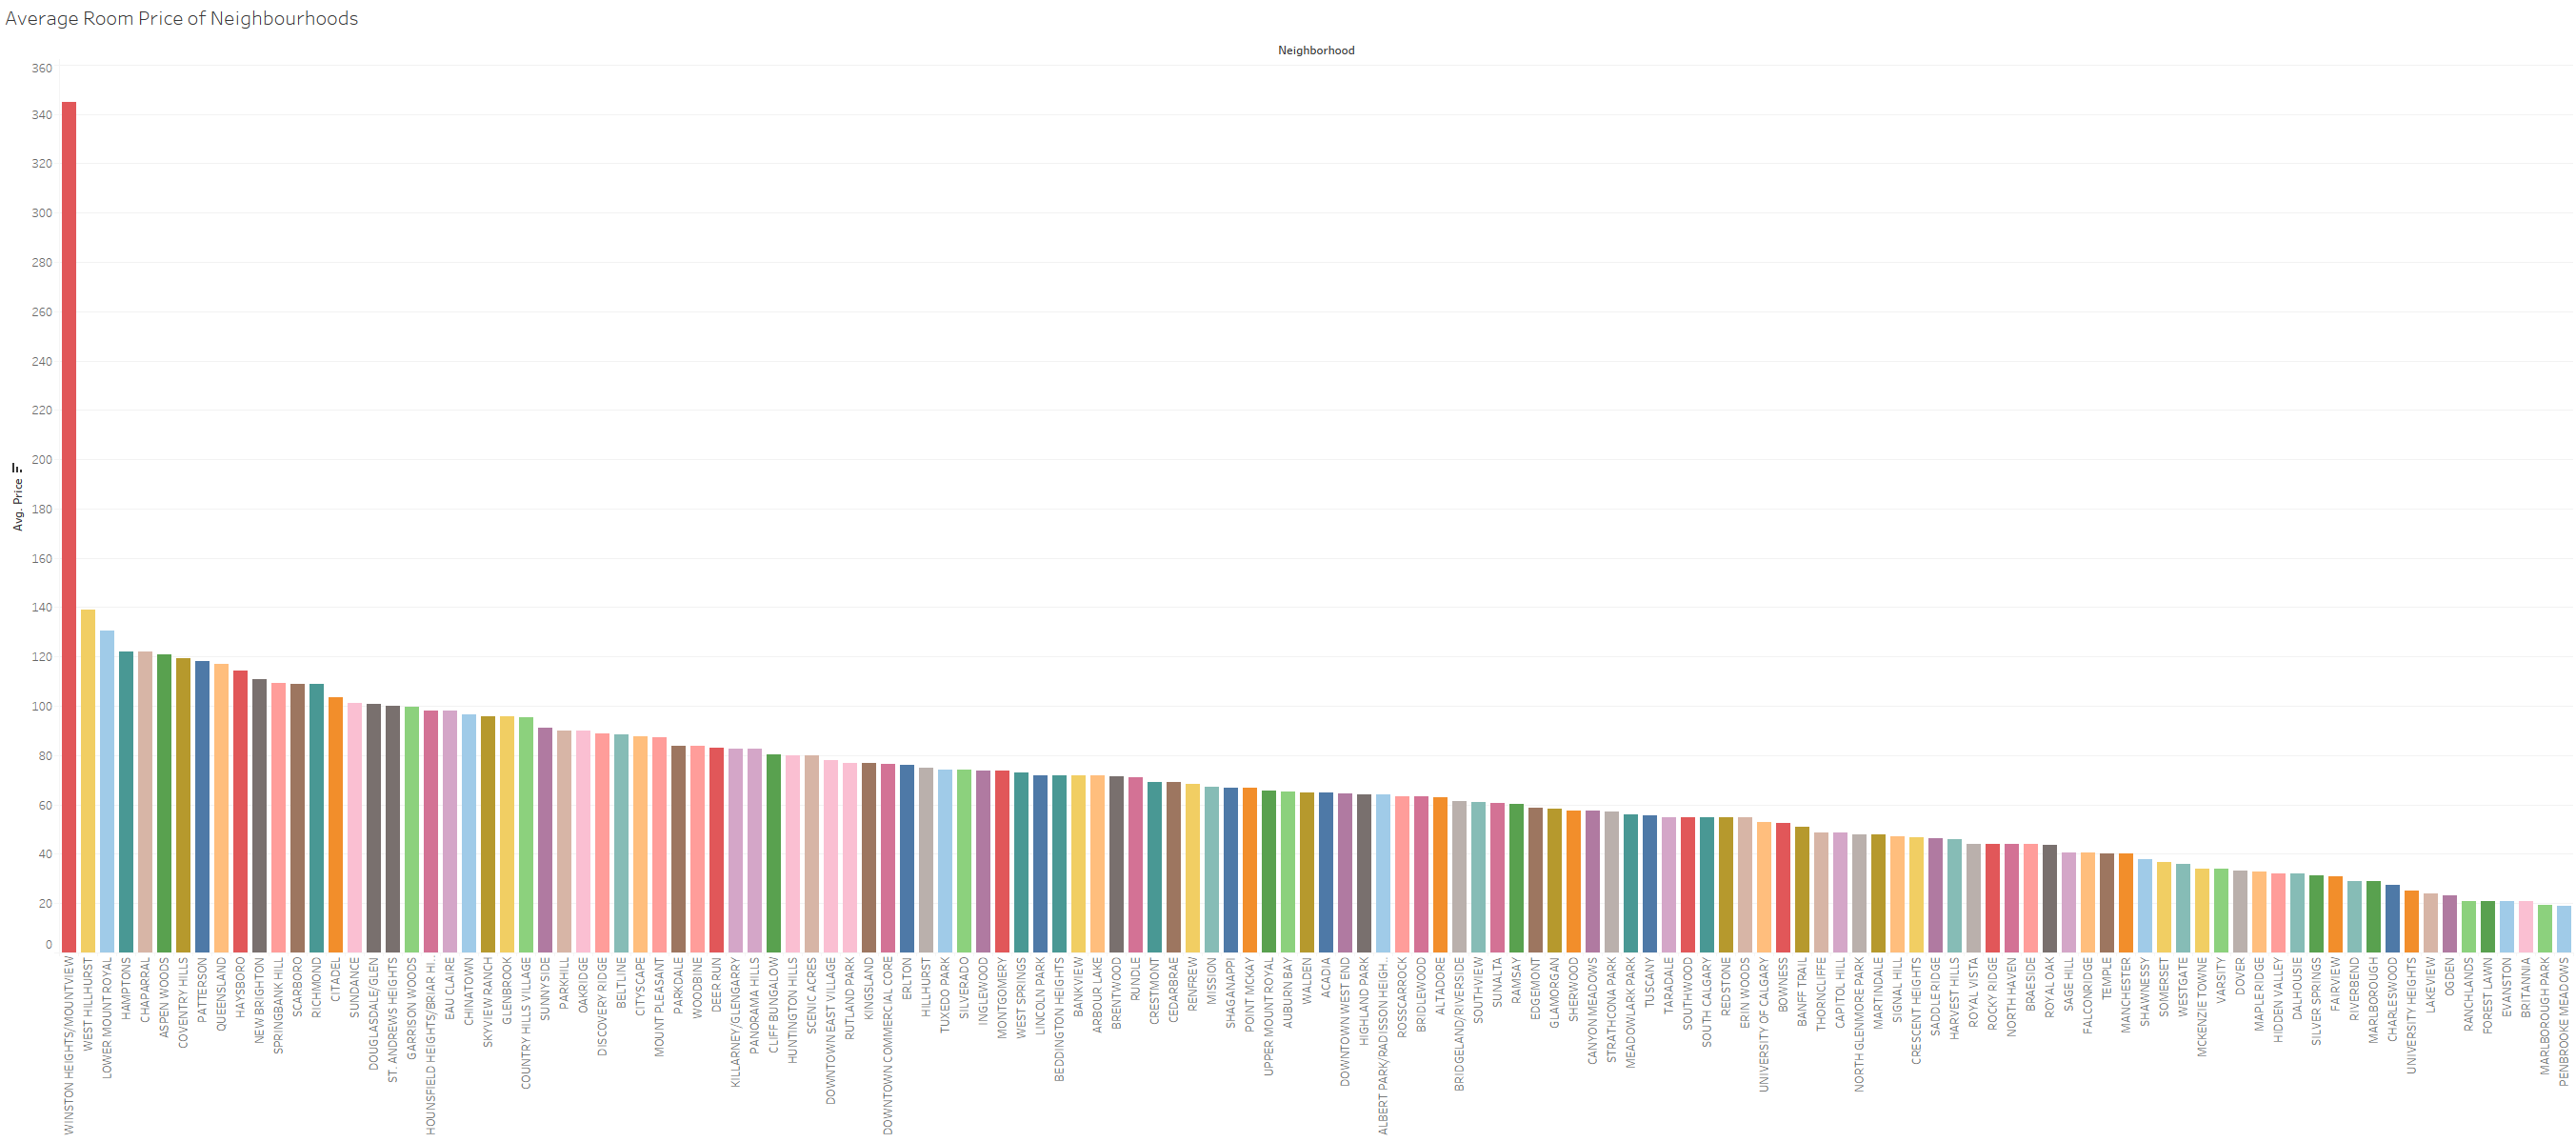 Average Room Price of Neighbourhoods
Neighborhood
Avg. Price
360
340
320
300
280
260
240
220
200
180
160
140
120
100
80
60
40
20
0
WINSTON HEIGHTS/MOUNTVIEW
WEST HILLHURST
LOWER MOUNT ROYAL
HAMPTONS
CHAPARRAL
ASPEN WOODS
COVENTRY HILLS
PATTERSON
QUEENSLAND
HAYSBORO
NEW BRIGHTON
SPRINGBANK HILL
SCARBORO
RICHMOND
CITADEL
SUNDANCE
DOUGLASDALE/GLEN
ST. ANDREWS HEIGHTS
GARRISON WOODS
HOUNSFIELD HEIGHTS/BRIAR HI..
EAU CLAIRE
CHINATOWN
SKYVIEW RANCH
GLENBROOK
COUNTRY HILLS VILLAGE
SUNNYSIDE
PARKHILL
OAKRIDGE
DISCOVERY RIDGE
BELTLINE
CITYSCAPE
MOUNT PLEASANT
PARKDALE
WOODBINE
DEER RUN
KILLARNEY/GLENGARRY
PANORAMA HILLS
CLIFF BUNGALOW
HUNTINGTON HILLS
SCENIC ACRES
DOWNTOWN EAST VILLAGE
RUTLAND PARK
KINGSLAND
DOWNTOWN COMMERCIAL CORE
ERLTON
HILLHURST
TUXEDO PARK
SILVERADO
INGLEWOOD
MONTGOMERY
WEST SPRINGS
LINCOLN PARK
BEDDINGTON HEIGHTS
BANKVIEW
ARBOUR LAKE
BRENTWOOD
RUNDLE
CRESTMONT
CEDARBRAE
RENFREW
MISSION
SHAGANAPPI
POINT MCKAY
UPPER MOUNT ROYAL
AUBURN BAY
WALDEN
ACADIA
DOWNTOWN WEST END
HIGHLAND PARK
ALBERT PARK/RADISSON HEIGH..
ROSSCARROCK
BRIDLEWOOD
ALTADORE
BRIDGELAND/RIVERSIDE
SOUTHVIEW
SUNALTA
RAMSAY
EDGEMONT
GLAMORGAN
SHERWOOD
CANYON MEADOWS
STRATHCONA PARK
MEADOWLARK PARK
TUSCANY
TARADALE
SOUTHWOOD
SOUTH CALGARY
REDSTONE
ERIN WOODS
UNIVERSITY OF CALGARY
BOWNESS
BANFF TRAIL
THORNCLIFFE
CAPITOL HILL
NORTH GLENMORE PARK
MARTINDALE
SIGNAL HILL
CRESCENT HEIGHTS
SADDLE RIDGE
HARVEST HILLS
ROYAL VISTA
ROCKY RIDGE
NORTH HAVEN
BRAESIDE
ROYAL OAK
SAGE HILL
FALCONRIDGE
TEMPLE
MANCHESTER
SHAWNESSY
SOMERSET
WESTGATE
MCKENZIE TOWNE
VARSITY
DOVER
MAPLE RIDGE
HIDDEN VALLEY
DALHOUSIE
SILVER SPRINGS
FAIRVIEW
RIVERBEND
MARLBOROUGH
CHARLESWOOD
UNIVERSITY HEIGHTS
LAKEVIEW
OGDEN
RANCHLANDS
FOREST LAWN
EVANSTON
BRITANNIA
MARLBOROUGH PARK
PENBROOKE MEADOWS